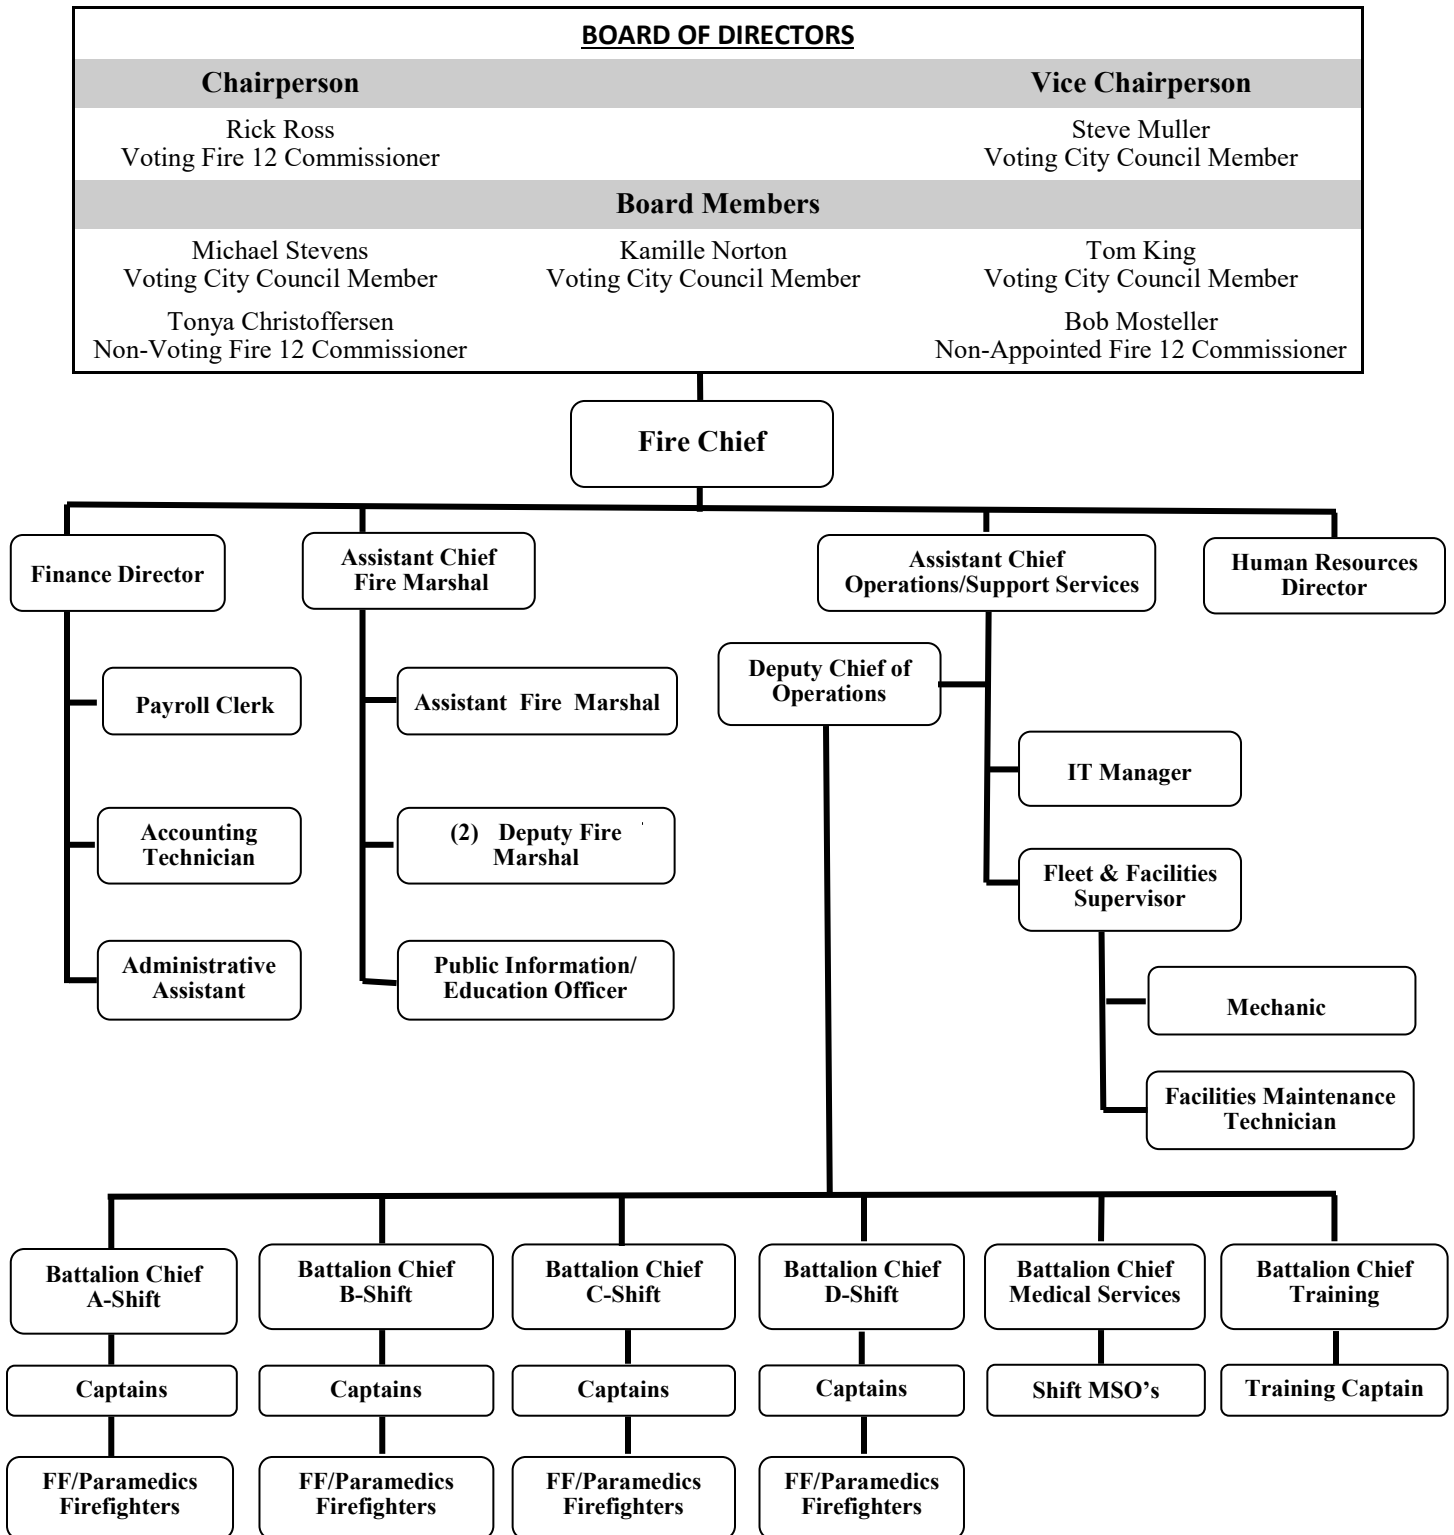 BOARD OF DIRECTORS
Chairperson
Vice Chairperson
Rick Ross
Voting Fire 12 Commissioner
Steve Muller
Voting City Council Member
Board Members
Michael Stevens
Voting City Council Member
Kamille Norton
Voting City Council Member
Tom King
Voting City Council Member
Tonya Christoffersen
Non-Voting Fire 12 Commissioner
Bob Mosteller
Non-Appointed Fire 12 Commissioner
Fire Chief
Finance Director
Assistant Chief
Fire Marshal
Assistant Chief
Operations/Support Services
Human Resources
Director
Payroll Clerk
Accounting
Technician
Administrative
Assistant
Assistant Fire Marshal
(2) Deputy Fire
Marshal
Public Information/
Education Officer
Deputy Chief of
Operations
IT Manager
Fleet & Facilities
Supervisor
Mechanic
Facilities Maintenance
Technician
Battalion Chief
A-Shift
Battalion Chief
B-Shift
Battalion Chief
C-Shift
Battalion Chief
D-Shift
Battalion Chief
Medical Services
Battalion Chief
Training
Captains
Captains
Captains
Captains
Shift MSO’s
Training Captain
FF/Paramedics
Firefighters
FF/Paramedics
Firefighters
FF/Paramedics
Firefighters
FF/Paramedics
Firefighters